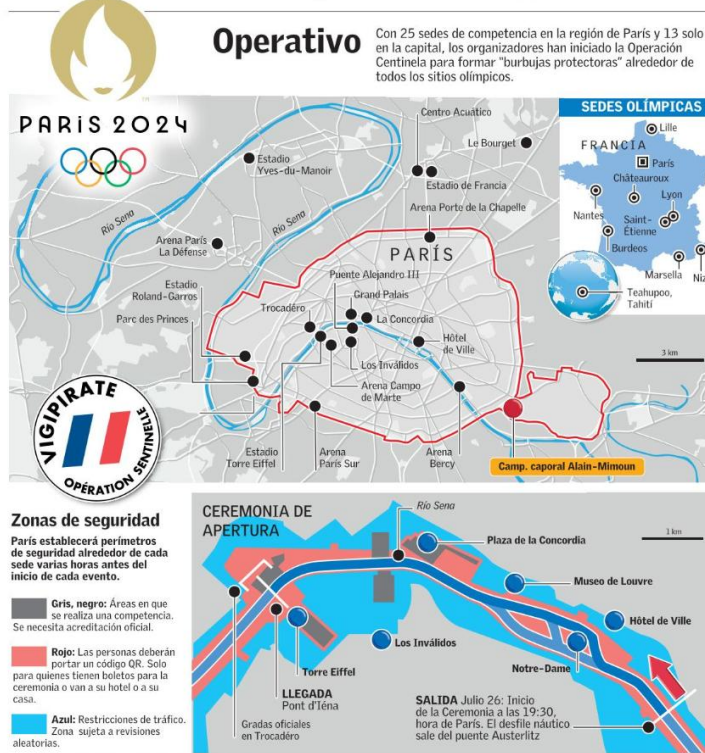 Operativo
Con 25 sedes de competencia en la región de París y 13 solo
en la capital, los organizadores han iniciado la Operación
Centinela para formar "burbujas protectoras" alrededor de
todos los sitios olímpicos.
PARIS 2024
Centro Acuático
Le Bourget
Estadio
Yves-du-Manoir
Estadio de Francia
Río Sena
Río Sena
Arena Porte de la Chapelle
Arena París
La Défense
PARÍS
Estadio
Roland-Garros
Puente Alejandro III
Grand Palais
Parc des Princes
Trocadéro
La Concordia
Hôtel
de Ville
Los Inválidos
Arena Campo
de Marte
Estadio
Torre Eiffel
Arena
París Sur
Arena
Bercy
Camp. caporal Alain-Mimoun
3 km
SEDES OLÍMPICAS
Lille
FRANCIA
París
Châteauroux
Lyon
Nantes
Saint-
Étienne
Burdeos
Marsella
Niz
Teahupoo,
Tahití
VIGIPIRATE
OPÉRATION SENTINELLE
Zonas de seguridad
París establecerá perímetros
de seguridad alrededor de cada
sede varias horas antes del
inicio de cada evento.
Gris, negro: Áreas en que
se realiza una competencia.
Se necesita acreditación oficial.
Rojo: Las personas deberán
portar un código QR. Solo
para quienes tienen boletos para la
ceremonia o van a su hotel o a su
casa.
Azul: Restricciones de tráfico.
Zona sujeta a revisiones
aleatorias.
CEREMONIA DE
APERTURA
Río Sena
1 km
Plaza de la Concordia
Museo de Louvre
Hôtel de Ville
Los Inválidos
Notre-Dame
Torre Eiffel
LLEGADA
Pont d'Iéna
Gradas oficiales
en Trocadéro
SALIDA Julio 26: Inicio
de la Ceremonia a las 19:30,
hora de París. El desfile náutico
sale del puente Austerlitz